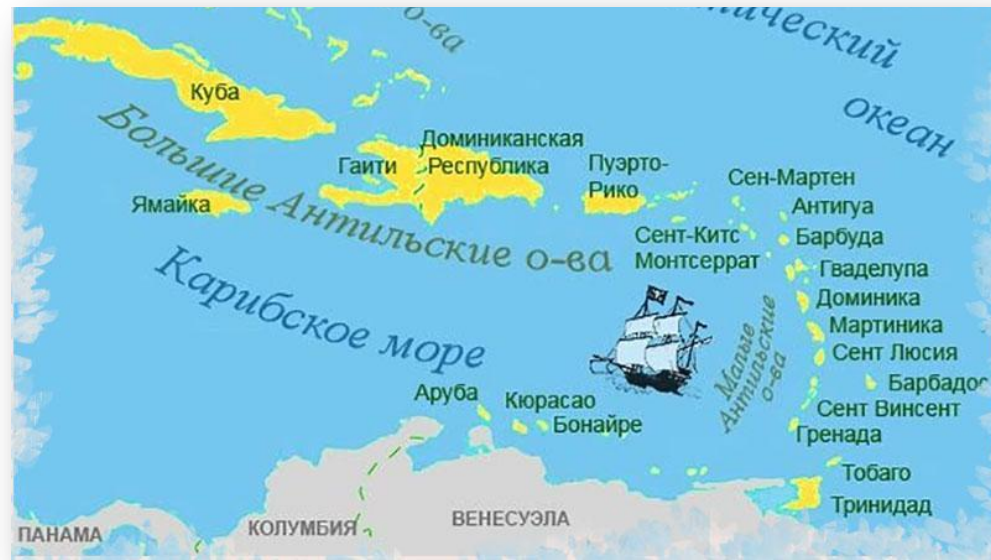 о-ва
тический
океан
Куба
Большие Антильские о-ва
Доминиканская
Гаити
Республика
Пуэрто-
Рико
Ямайка
Сен-Мартен
Антигуа
Сент-Китс
Барбуда
Монтсеррат
Гваделупа
Карибское море
Доминика
Малые
Антильские
о-ва
Мартиника
Сент Люсия
Барбадос
Аруба
Кюрасао
Бонайре
Сент Винсент
Гренада
Тобаго
Тринидад
ПАНАМА
КОЛУМБИЯ
ВЕНЕСУЭЛА